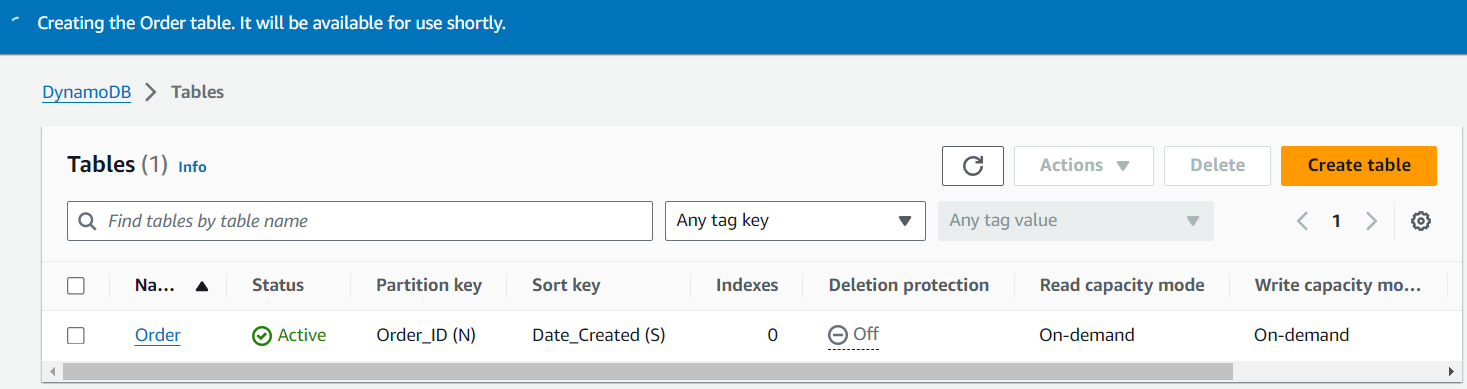 Creating the Order table. It will be available for use shortly.
DynamoDB > Tables
Tables (1) Info
Actions
Delete
Create table
Find tables by table name
Any tag key
Any tag value
1
Na... Status Partition key Sort key Indexes Deletion protection Read capacity mode Write capacity mo...
Order Active Order_ID (N) Date_Created (S) 0 Off On-demand On-demand